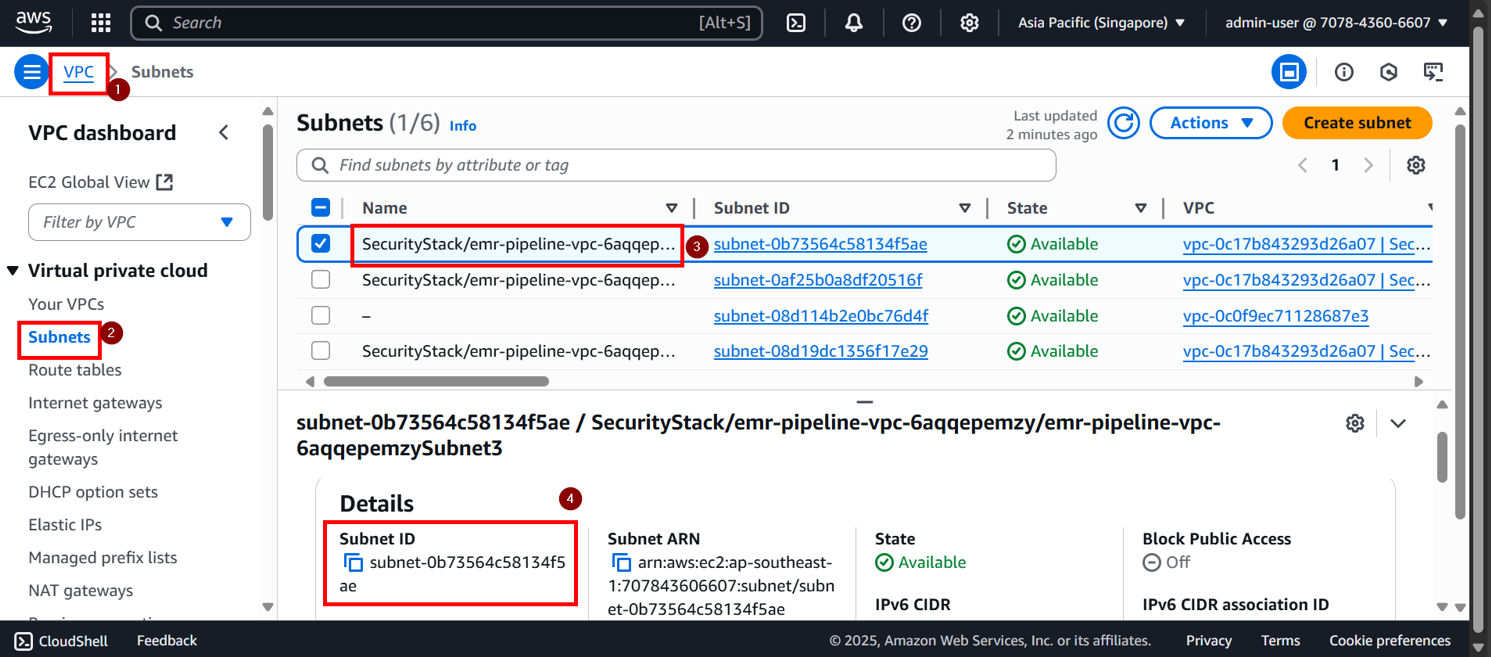 aws
Search [Alt+S]
Asia Pacific (Singapore)
admin-user @ 7078-4360-6607
VPC
1
Subnets
VPC dashboard
EC2 Global View
Filter by VPC
Virtual private cloud
Your VPCs
Subnets
2
Route tables
Internet gateways
Egress-only internet
gateways
DHCP option sets
Elastic IPs
Managed prefix lists
NAT gateways
Subnets (1/6) Info
Last updated
2 minutes ago
Actions
Create subnet
Find subnets by attribute or tag
1
Name Subnet ID State VPC
SecurityStack/emr-pipeline-vpc-6aqqep... 3 subnet-0b73564c58134f5ae Available vpc-0c17b843293d26a07 | Sec...
SecurityStack/emr-pipeline-vpc-6aqqep... subnet-0af25b0a8df20516f Available vpc-0c17b843293d26a07 | Sec...
– subnet-08d114b2e0bc76d4f Available vpc-0c0f9ec71128687e3
SecurityStack/emr-pipeline-vpc-6aqqep... subnet-08d19dc1356f17e29 Available vpc-0c17b843293d26a07 | Sec...
subnet-0b73564c58134f5ae / SecurityStack/emr-pipeline-vpc-6aqqepemzy/emr-pipeline-vpc-
6aqqepemzySubnet3
Details
4
Subnet ID
subnet-0b73564c58134f5
ae
Subnet ARN
arn:aws:ec2:ap-southeast-
1:707843606607:subnet/subn
et-0b73564c58134f5ae
State
Available
IPv6 CIDR
Block Public Access
Off
IPv6 CIDR association ID
CloudShell
Feedback
© 2025, Amazon Web Services, Inc. or its affiliates.
Privacy
Terms
Cookie preferences